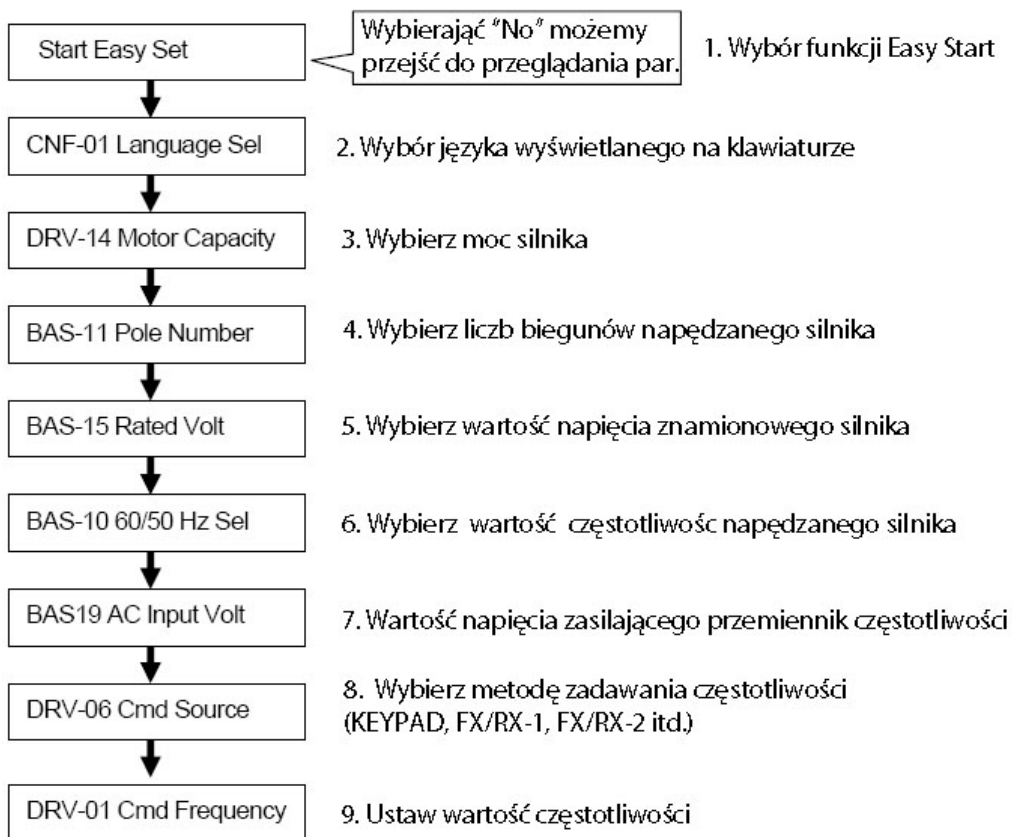 Start Easy Set
Wybierająć "No" możemy
przejść do przeglądania par.
1. Wybór funkcji Easy Start
CNF-01 Language Sel
2. Wybór języka wyświetlanego na klawiaturze
DRV-14 Motor Capacity
3. Wybierz moc silnika
BAS-11 Pole Number
4. Wybierz liczb biegunów napędzanego silnika
BAS-15 Rated Volt
5. Wybierz wartość napięcia znamionowego silnika
BAS-10 60/50 Hz Sel
6. Wybierz wartość częstotliwośc napędzanego silnika
BAS19 AC Input Volt
7. Wartość napięcia zasilającego przemiennik częstotliwości
DRV-06 Cmd Source
8. Wybierz metodę zadawania częstotliwości
(KEYPAD, FX/RX-1, FX/RX-2 itd.)
DRV-01 Cmd Frequency
9. Ustaw wartość częstotliwości